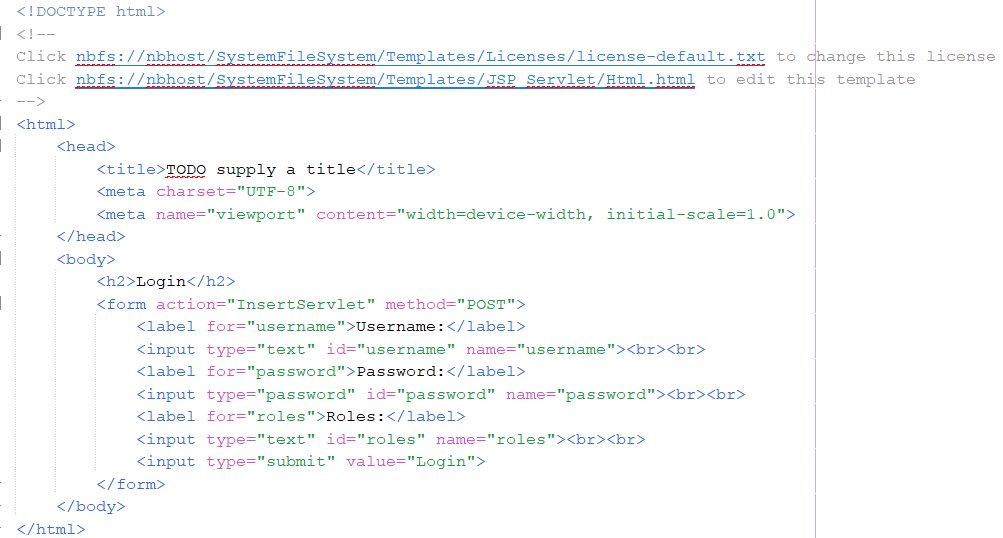 <!DOCTYPE html>
<!--
Click nbfs://nbhost/SystemFileSystem/Templates/Licenses/license-default.txt to change this license
Click nbfs://nbhost/SystemFileSystem/Templates/JSP_Servlet/Html.html to edit this template
-->
<html>
    <head>
        <title>TODO supply a title</title>
        <meta charset="UTF-8">
        <meta name="viewport" content="width=device-width, initial-scale=1.0">
    </head>
    <body>
        <h2>Login</h2>
        <form action="InsertServlet" method="POST">
            <label for="username">Username:</label>
            <input type="text" id="username" name="username"><br><br>
            <label for="password">Password:</label>
            <input type="password" id="password" name="password"><br><br>
            <label for="roles">Roles:</label>
            <input type="text" id="roles" name="roles"><br><br>
            <input type="submit" value="Login">
        </form>
    </body>
</html>